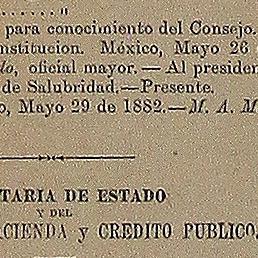 ......"
para conocimiento del Consejo.
nstitucion. México, Mayo 26
do, oficial mayor.—Al presiden
de Salubridad.—Presente.
o, Mayo 29 de 1882.—M. A. M
TARIA DE ESTADO
Y DEL
ACIENDA y CREDITO PUBLICO.